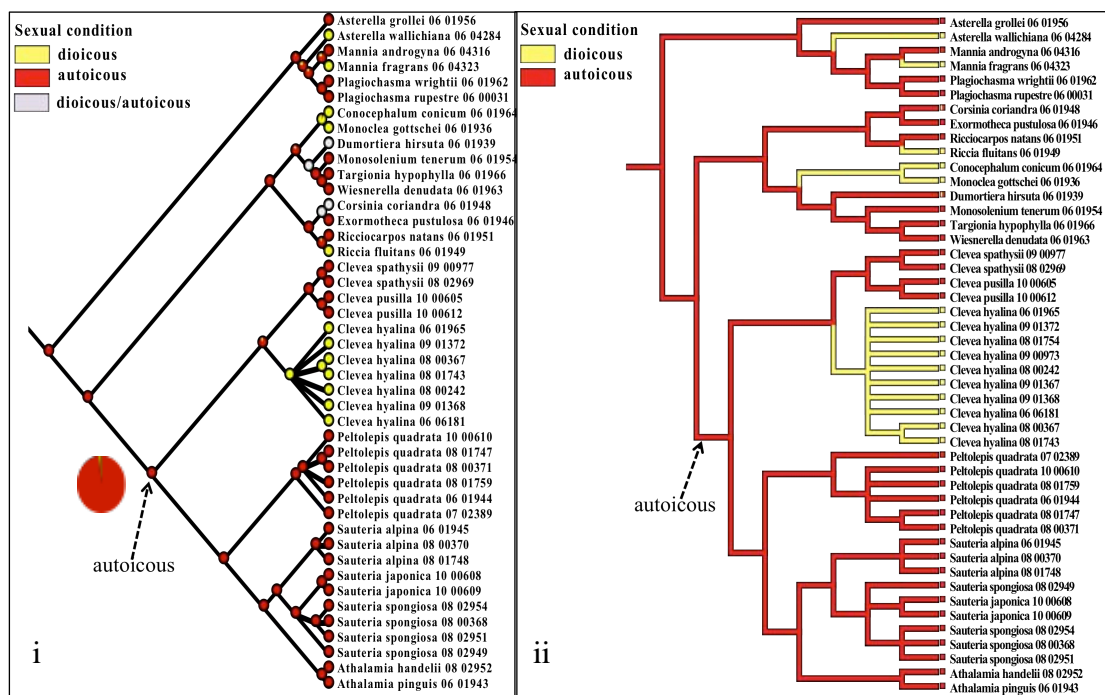 Sexual condition
dioicous
autoicous
dioicous/autoicous
Asterella grollei 06 01956
Asterella wallichiana 06 04284
Mannia androgyna 06 04316
Mannia fragrans 06 04323
Plagiochasma wrightii 06 01962
Plagiochasma rupestre 06 00031
Conocephalum conicum 06 01964
Monoclea gottschei 06 01936
Dumortiera hirsuta 06 01939
Monosolenium tenerum 06 01954
Targionia hypophylla 06 01966
Wiesnerella denudata 06 01963
Corsinia coriandra 06 01948
Exormotheca pustulosa 06 01946
Ricciocarpos natans 06 01951
Riccia fluitans 06 01949
Clevea spathysii 09 00977
Clevea spathysii 08 02969
Clevea pusilla 10 00605
Clevea pusilla 10 00612
Clevea hyalina 06 01965
Clevea hyalina 09 01372
Clevea hyalina 08 00367
Clevea hyalina 08 01743
Clevea hyalina 08 00242
Clevea hyalina 09 01368
Clevea hyalina 06 06181
Peltolepis quadrata 10 00610
Peltolepis quadrata 08 01747
Peltolepis quadrata 08 00371
Peltolepis quadrata 08 01759
Peltolepis quadrata 06 01944
Peltolepis quadrata 07 02389
Sauteria alpina 06 01945
Sauteria alpina 08 00370
Sauteria alpina 08 01748
Sauteria japonica 10 00608
Sauteria japonica 10 00609
Sauteria spongiosa 08 02954
Sauteria spongiosa 08 00368
Sauteria spongiosa 08 02951
Sauteria spongiosa 08 02949
Athalamia handelii 08 02952
Athalamia pinguis 06 01943
autoicous
i
Sexual condition
dioicous
autoicous
Asterella grollei 06 01956
Asterella wallichiana 06 04284
Mannia androgyna 06 04316
Mannia fragrans 06 04323
Plagiochasma wrightii 06 01962
Plagiochasma rupestre 06 00031
Corsinia coriandra 06 01948
Exormotheca pustulosa 06 01946
Ricciocarpos natans 06 01951
Riccia fluitans 06 01949
Conocephalum conicum 06 01964
Monoclea gottschei 06 01936
Dumortiera hirsuta 06 01939
Monosolenium tenerum 06 01954
Targionia hypophylla 06 01966
Wiesnerella denudata 06 01963
Clevea spathysii 09 00977
Clevea spathysii 08 02969
Clevea pusilla 10 00605
Clevea pusilla 10 00612
Clevea hyalina 06 01965
Clevea hyalina 09 01372
Clevea hyalina 08 01754
Clevea hyalina 09 00973
Clevea hyalina 08 00242
Clevea hyalina 09 01367
Clevea hyalina 09 01368
Clevea hyalina 06 06181
Clevea hyalina 08 00367
Clevea hyalina 08 01743
Peltolepis quadrata 07 02389
Peltolepis quadrata 10 00610
Peltolepis quadrata 08 01759
Peltolepis quadrata 06 01944
Peltolepis quadrata 08 01747
Peltolepis quadrata 08 00371
Sauteria alpina 06 01945
Sauteria alpina 08 00370
Sauteria alpina 08 01748
Sauteria spongiosa 08 02949
Sauteria japonica 10 00608
Sauteria japonica 10 00609
Sauteria spongiosa 08 02954
Sauteria spongiosa 08 00368
Sauteria spongiosa 08 02951
Athalamia handelii 08 02952
Athalamia pinguis 06 01943
autoicous
ii